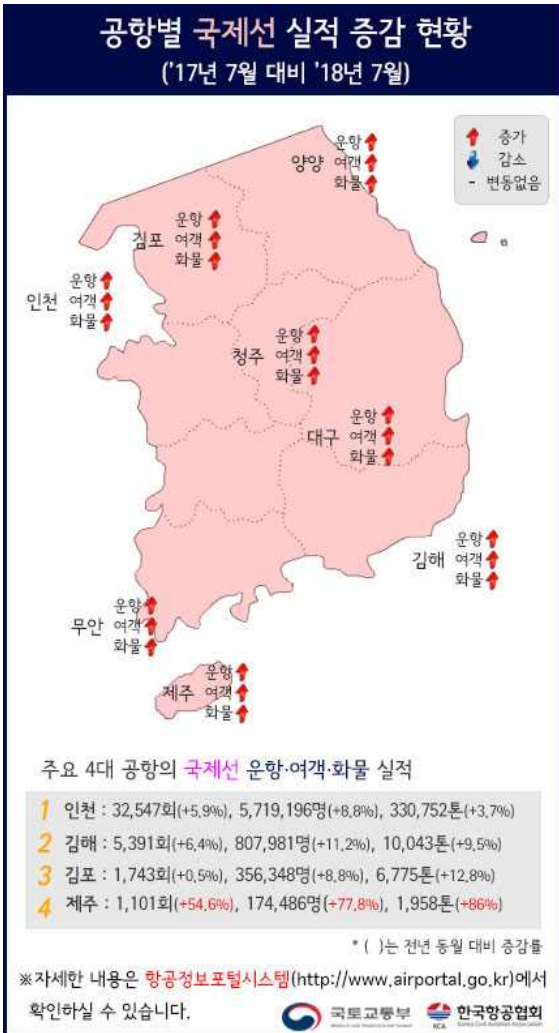 공항별 국제선 실적 증감 현황
('17년 7월 대비 '18년 7월)
증가
감소
- 변동없음
양양 운항
여객
화물
김포 운항
여객
화물
인천 운항
여객
화물
청주 운항
여객
화물
대구 운항
여객
화물
김해 운항
여객
화물
무안 운항
여객
화물
제주 운항
여객
화물
주요 4대 공항의 국제선 운항·여객·화물 실적
1 인천 : 32,547회(+5.9%), 5,719,196명(+8.8%), 330,752톤(+3.7%)
2 김해 : 5,391회(+6.4%), 807,981명(+11.2%), 10,043톤(+9.5%)
3 김포 : 1,743회(+0.5%), 356,348명(+8.8%), 6,775톤(+12.8%)
4 제주 : 1,101회(+54.6%), 174,486명(+77.8%), 1,958톤(+86%)
* ( )는 전년 동월 대비 증감률
※자세한 내용은 항공정보포털시스템(http://www.airportal.go.kr)에서
확인하실 수 있습니다.
국토교통부
KCA 한국항공협회